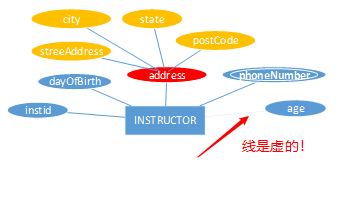 city
state
postCode
streeAddress
address
dayOfBirth
phoneNumber
instid
INSTRUCTOR
age
线是虚的!